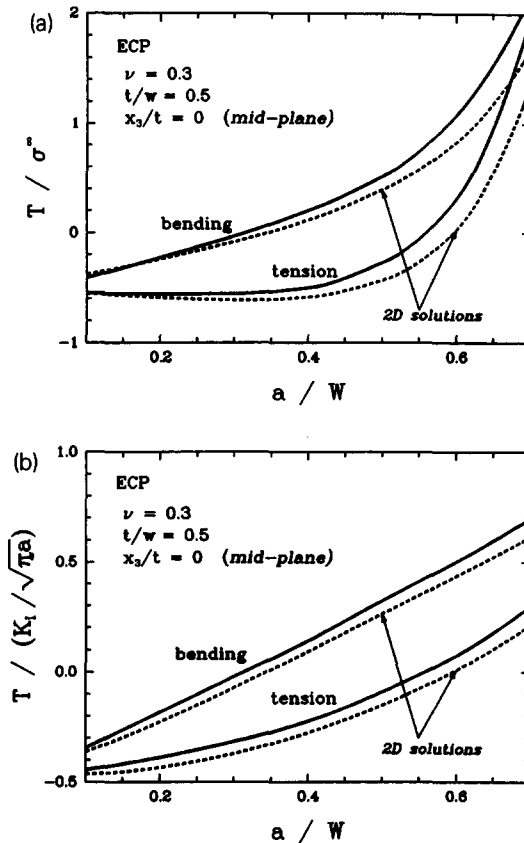 (a)
2
ECP
ν = 0.3
t/w = 0.5
x₃/t = 0 (mid-plane)
1
T / σ^∞
bending
0
tension
2D solutions
-1
0.2 0.4 0.6
a / W
(b)
1.0
ECP
ν = 0.3
t/w = 0.5
x₃/t = 0 (mid-plane)
0.5
T / (K_I / √πa)
bending
0.0
tension
2D solutions
-0.5
0.2 0.4 0.6
a / W